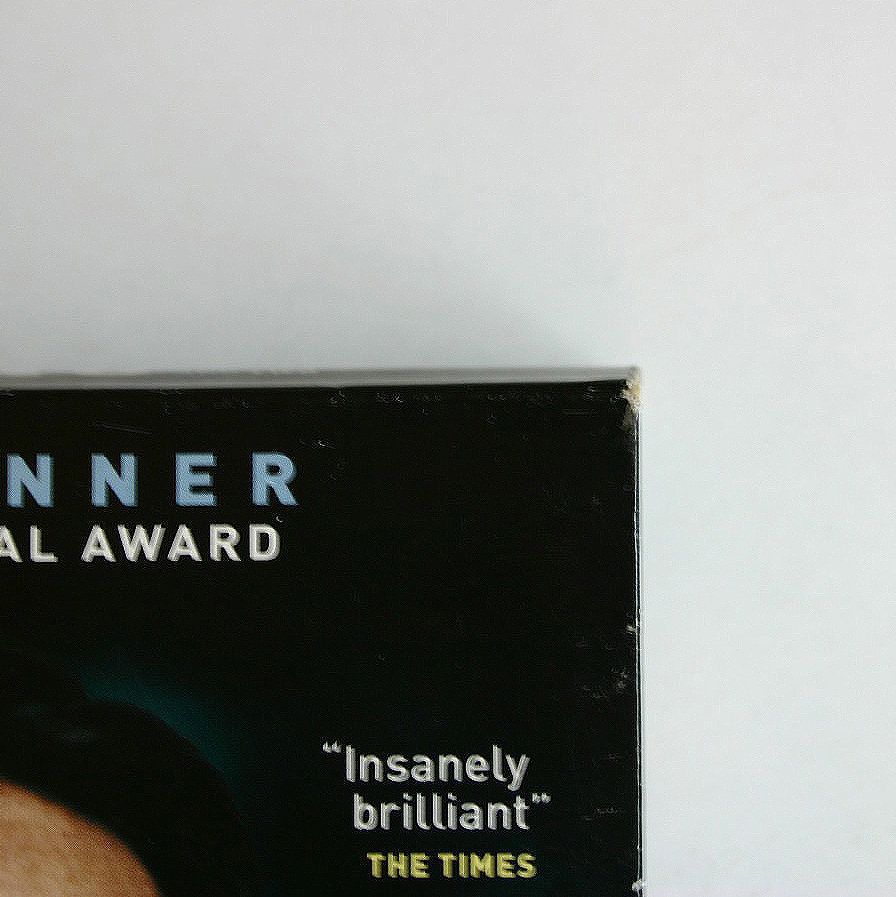 NNER
AL AWARD
“Insanely
brilliant”
THE TIMES